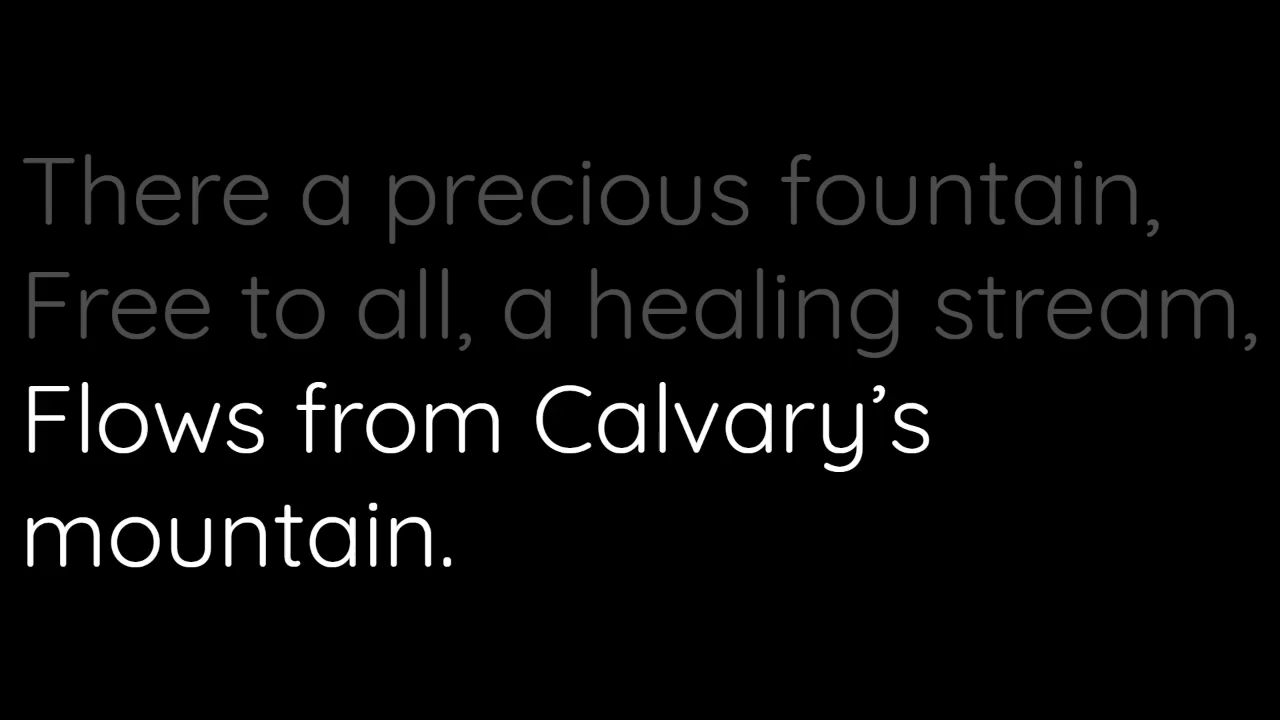 There a precious fountain,
Free to all, a healing stream,
Flows from Calvary’s
mountain.